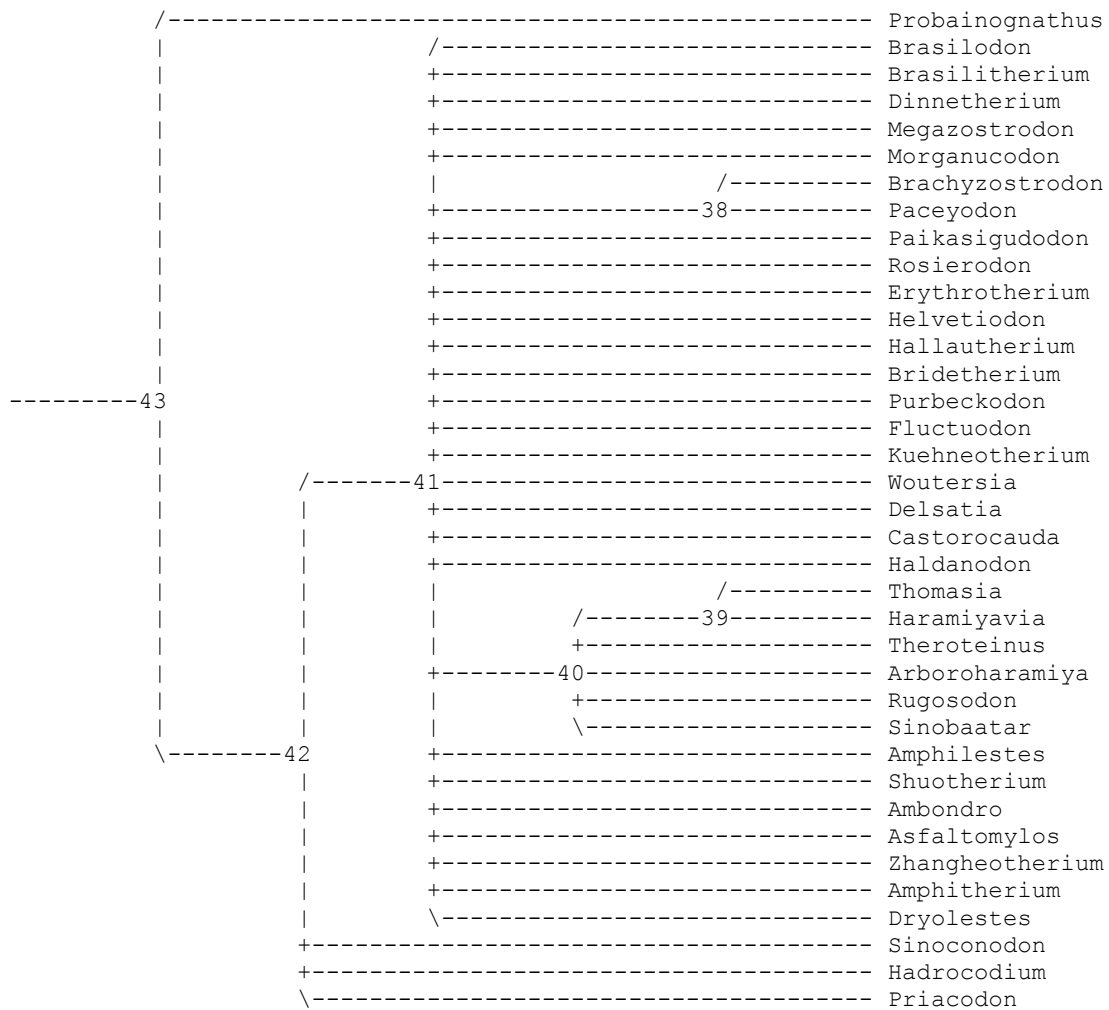 Probainognathus
Brasilodon
Brasilitherium
Dinnetherium
Megazostrodon
Morganucodon
Brachyzostrodon
38 Paceyodon
Paikasigudodon
Rosierodon
Erythrotherium
Helvetiodon
Hallautherium
Bridetherium
43 Purbeckodon
Fluctuodon
Kuehneotherium
41 Woutersia
Delsatia
Castorocauda
Haldanodon
Thomasia
39 Haramiyavia
Theroteinus
40 Arboroharamiya
Rugosodon
Sinobaatar
42 Amphilestes
Shuotherium
Ambondro
Asfaltomylos
Zhangheotherium
Amphitherium
Dryolestes
Sinoconodon
Hadrocodium
Priacodon